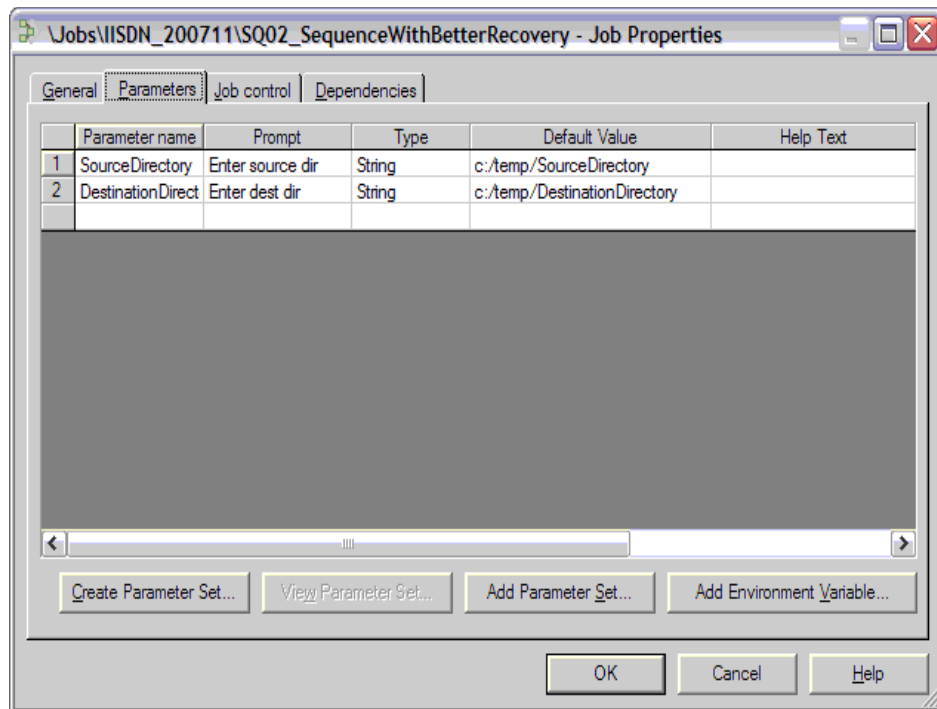 \Jobs\IISDN_200711\SQ02_SequenceWithBetterRecovery - Job Properties
General Parameters Job control Dependencies
Parameter name Prompt Type Default Value Help Text
1 SourceDirectory Enter source dir String c:/temp/SourceDirectory
2 DestinationDirect Enter dest dir String c:/temp/DestinationDirectory
Create Parameter Set... View Parameter Set... Add Parameter Set... Add Environment Variable...
OK Cancel Help